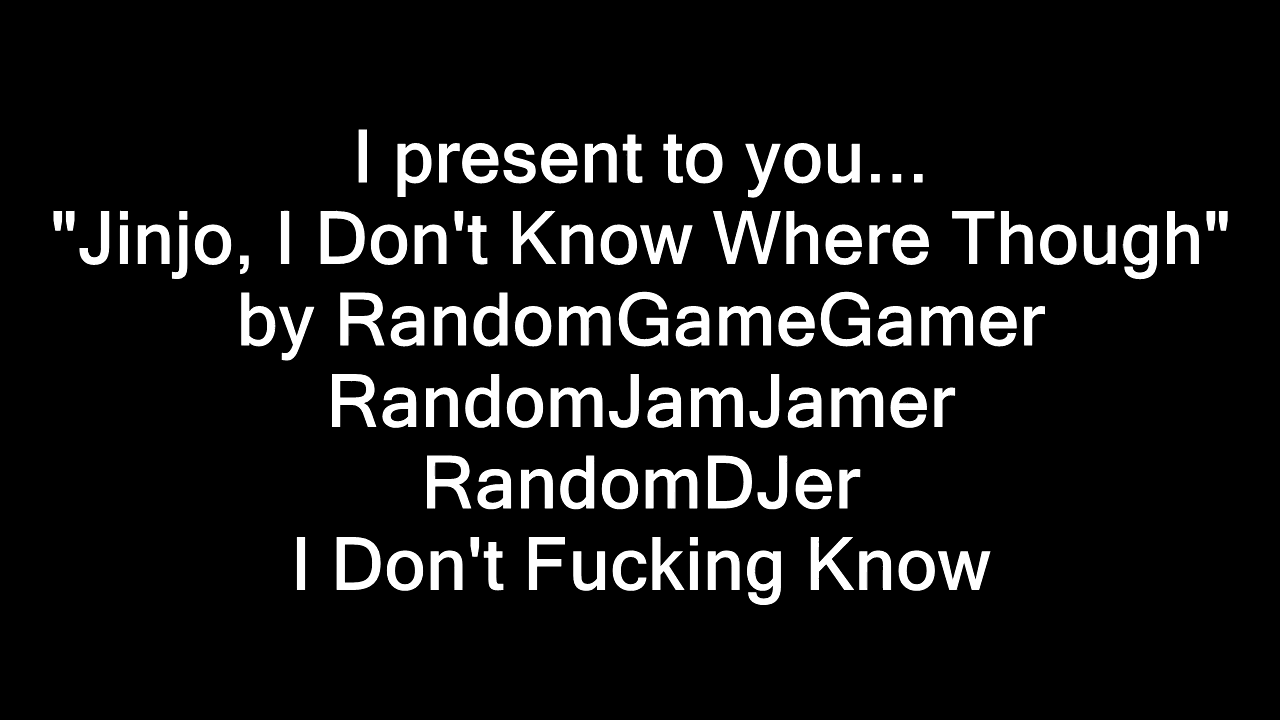 I present to you...
"Jinjo, I Don't Know Where Though"
by RandomGameGamer
RandomJamJamer
RandomDJer
I Don't Fucking Know